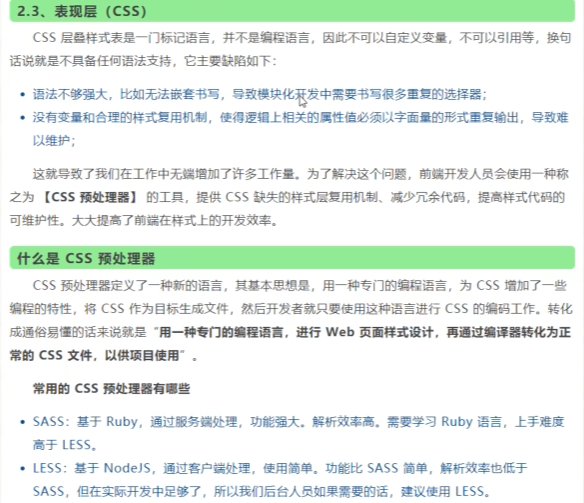 2.3、表现层（CSS）
CSS 层叠样式表是一门标记语言，并不是编程语言，因此不可以自定义变量，不可以引用等，换句
话说就是不具备任何语法支持，它主要缺陷如下：
• 语法不够强大，比如无法嵌套书写，导致模块化开发中需要书写很多重复的选择器；
• 没有变量和合理的样式复用机制，使得逻辑上相关的属性值必须以字面量的形式重复输出，导致难
以维护；
这就导致了我们在工作中无端增加了许多工作量。为了解决这个问题，前端开发人员会使用一种称
之为 【CSS 预处理器】 的工具，提供 CSS 缺失的样式层复用机制、减少冗余代码，提高样式代码的
可维护性。大大提高了前端在样式上的开发效率。
什么是 CSS 预处理器
CSS 预处理器定义了一种新的语言，其基本思想是，用一种专门的编程语言，为 CSS 增加了一些
编程的特性，将 CSS 作为目标生成文件，然后开发者就只要使用这种语言进行 CSS 的编码工作。转化
成通俗易懂的话来说就是“用一种专门的编程语言，进行 Web 页面样式设计，再通过编译器转化为正
常的 CSS 文件，以供项目使用”。
常用的 CSS 预处理器有哪些
• SASS：基于 Ruby，通过服务端处理，功能强大。解析效率高。需要学习 Ruby 语言，上手难度
高于 LESS。
• LESS：基于 NodeJS，通过客户端处理，使用简单。功能比 SASS 简单，解析效率也低于
SASS，但在实际开发中足够了，所以我们后台人员如果需要的话，建议使用 LESS。